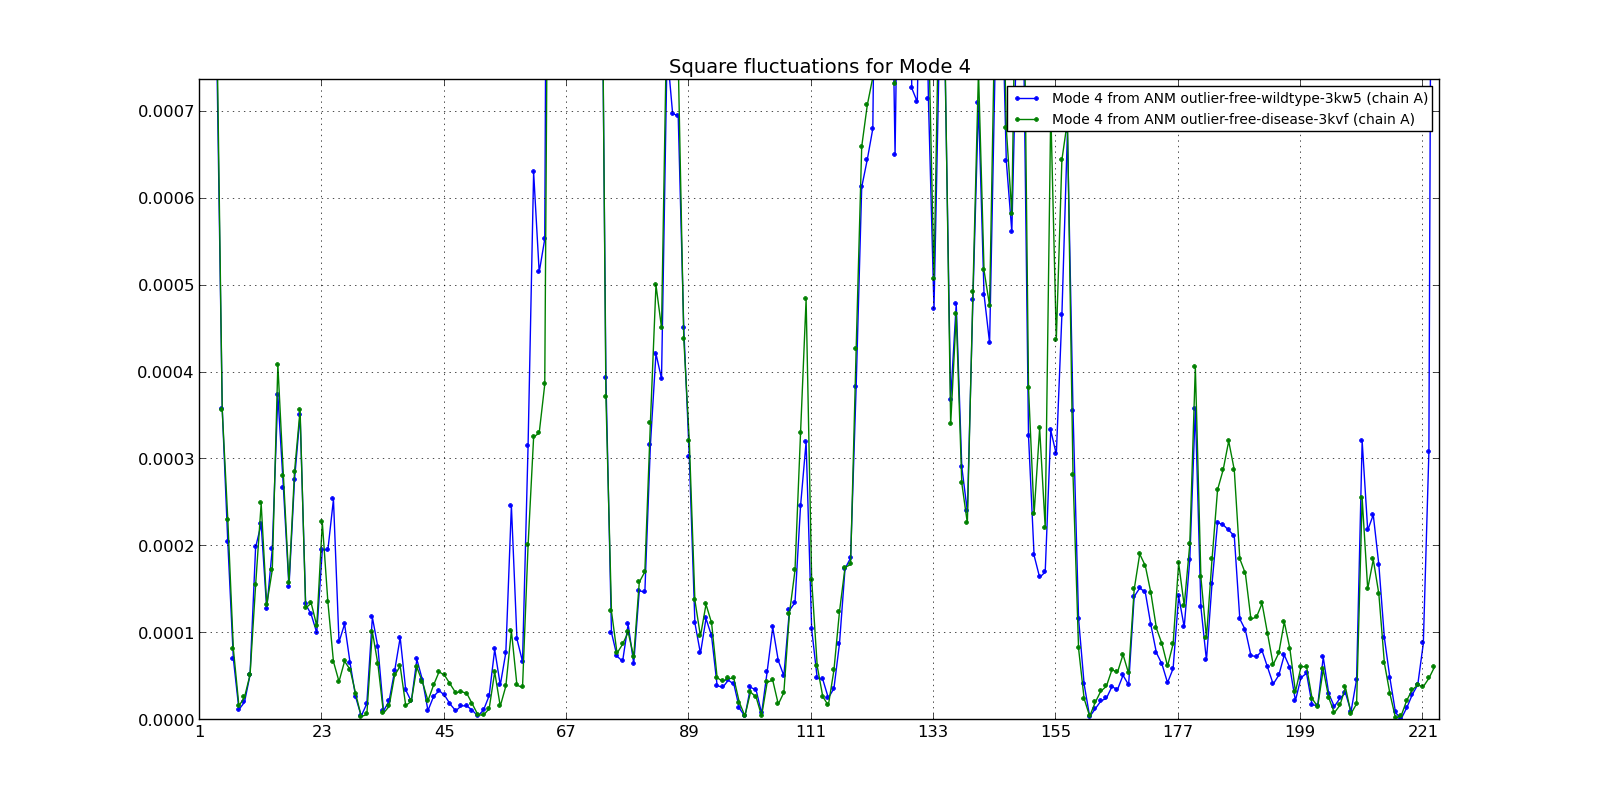 Square fluctuations for Mode 4
Mode 4 from ANM outlier-free-wildtype-3kw5 (chain A)
Mode 4 from ANM outlier-free-disease-3kvf (chain A)
0.0007
0.0006
0.0005
0.0004
0.0003
0.0002
0.0001
0.0000
1 23 45 67 89 111 133 155 177 199 221